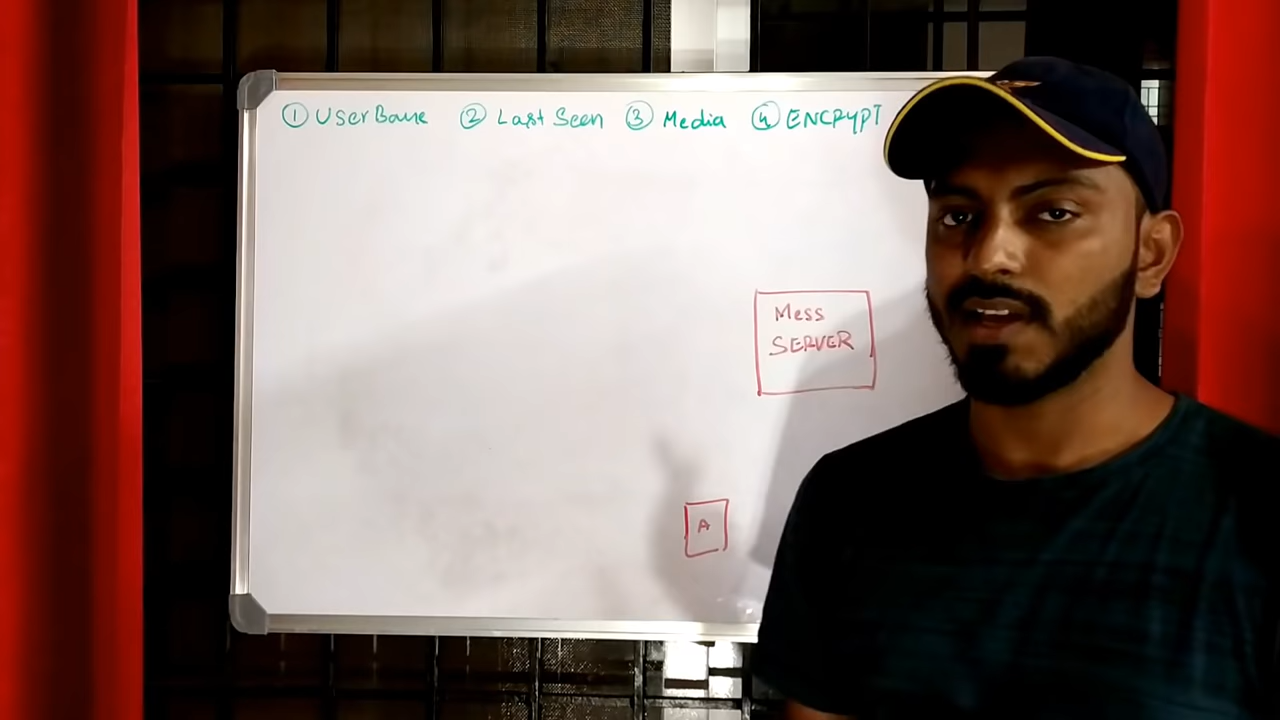 ① UserBase ② Last Seen ③ Media ④ ENCRYPT
Mess
SERVER
A